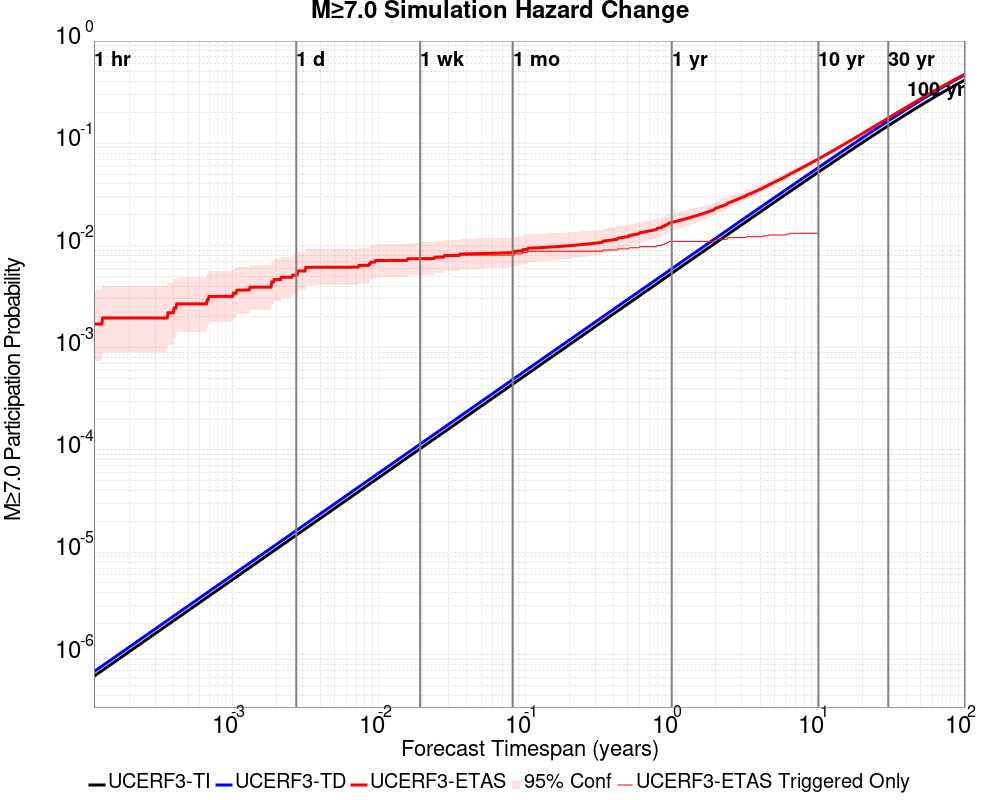 M≥7.0 Simulation Hazard Change
10^0
1 hr
1 d
1 wk
1 mo
1 yr
10 yr
30 yr
100 yr
10^-1
10^-2
10^-3
10^-4
10^-5
10^-6
M≥7.0 Participation Probability
10^-3
10^-2
10^-1
10^0
10^1
10^2
Forecast Timespan (years)
UCERF3-TI
UCERF3-TD
UCERF3-ETAS
95% Conf
UCERF3-ETAS Triggered Only